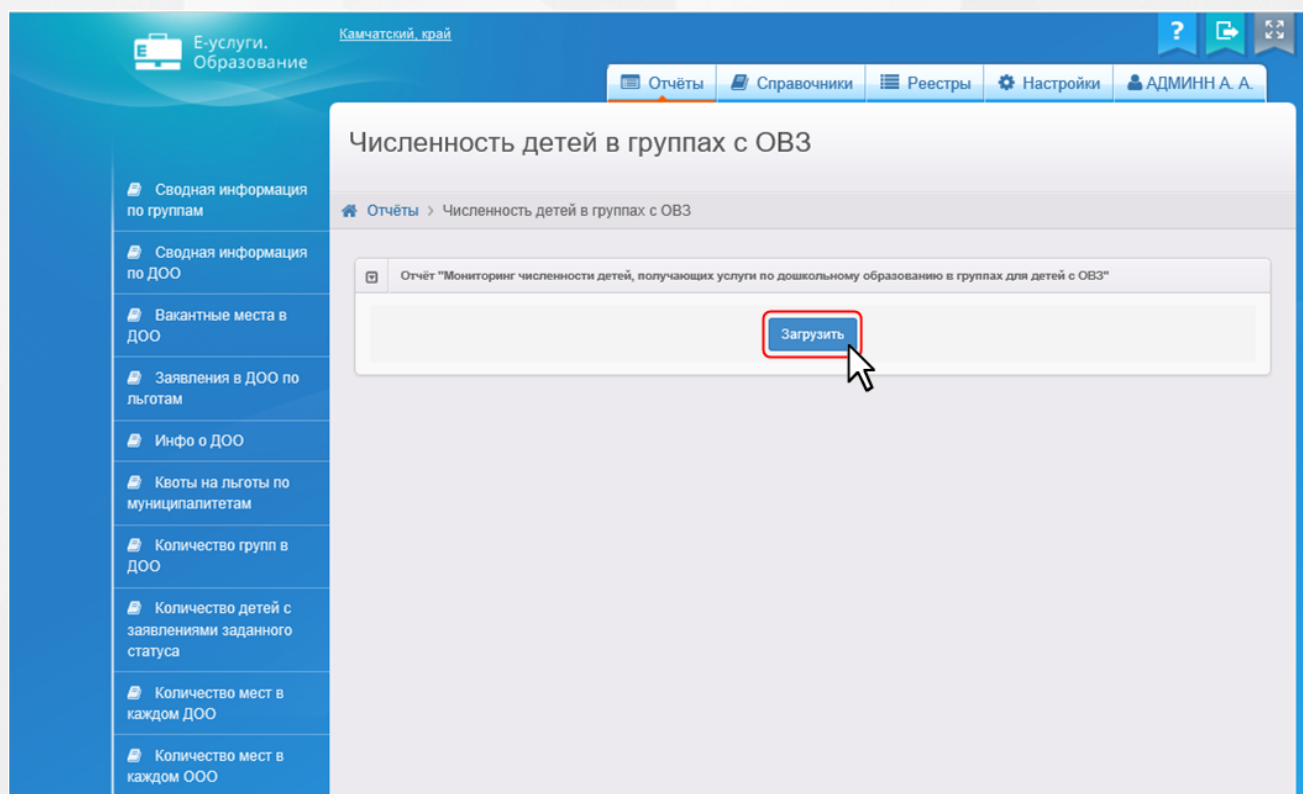 Е-услуги.
Образование
Камчатский, край
?
Отчёты
Справочники
Реестры
Настройки
АДМИНН А. А.
Численность детей в группах с ОВЗ
Отчёты > Численность детей в группах с ОВЗ
Сводная информация
по группам
Сводная информация
по ДОО
Вакантные места в
ДОО
Заявления в ДОО по
льготам
Инфо о ДОО
Квоты на льготы по
муниципалитетам
Количество групп в
ДОО
Количество детей с
заявлениями заданного
статуса
Количество мест в
каждом ДОО
Количество мест в
каждом ООО
Отчёт "Мониторинг численности детей, получающих услуги по дошкольному образованию в группах для детей с ОВЗ"
Загрузить